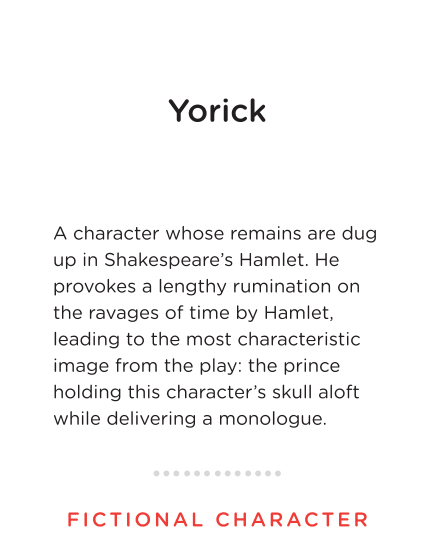 Yorick
A character whose remains are dug
up in Shakespeare’s Hamlet. He
provokes a lengthy rumination on
the ravages of time by Hamlet,
leading to the most characteristic
image from the play: the prince
holding this character’s skull aloft
while delivering a monologue.
FICTIONAL CHARACTER